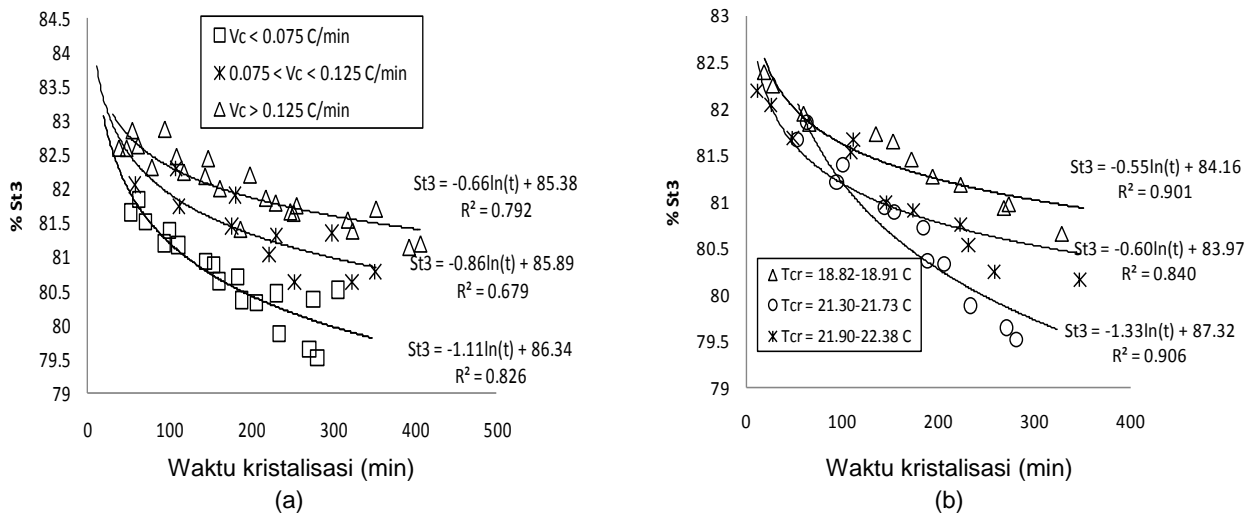 84.5
84
83.5
83
82.5
82
81.5
81
80.5
80
79.5
79
% St3
Vc < 0.075 C/min
0.075 < Vc < 0.125 C/min
Vc > 0.125 C/min
St3 = -0.66ln(t) + 85.38
R² = 0.792
St3 = -0.86ln(t) + 85.89
R² = 0.679
St3 = -1.11ln(t) + 86.34
R² = 0.826
0 100 200 300 400 500
Waktu kristalisasi (min)
(a)
83
82.5
82
81.5
81
80.5
80
79.5
79
% St3
St3 = -0.55ln(t) + 84.16
R² = 0.901
St3 = -0.60ln(t) + 83.97
R² = 0.840
Tcr = 18.82-18.91 C
Tcr = 21.30-21.73 C
Tcr = 21.90-22.38 C
St3 = -1.33ln(t) + 87.32
R² = 0.906
0 100 200 300 400
Waktu kristalisasi (min)
(b)